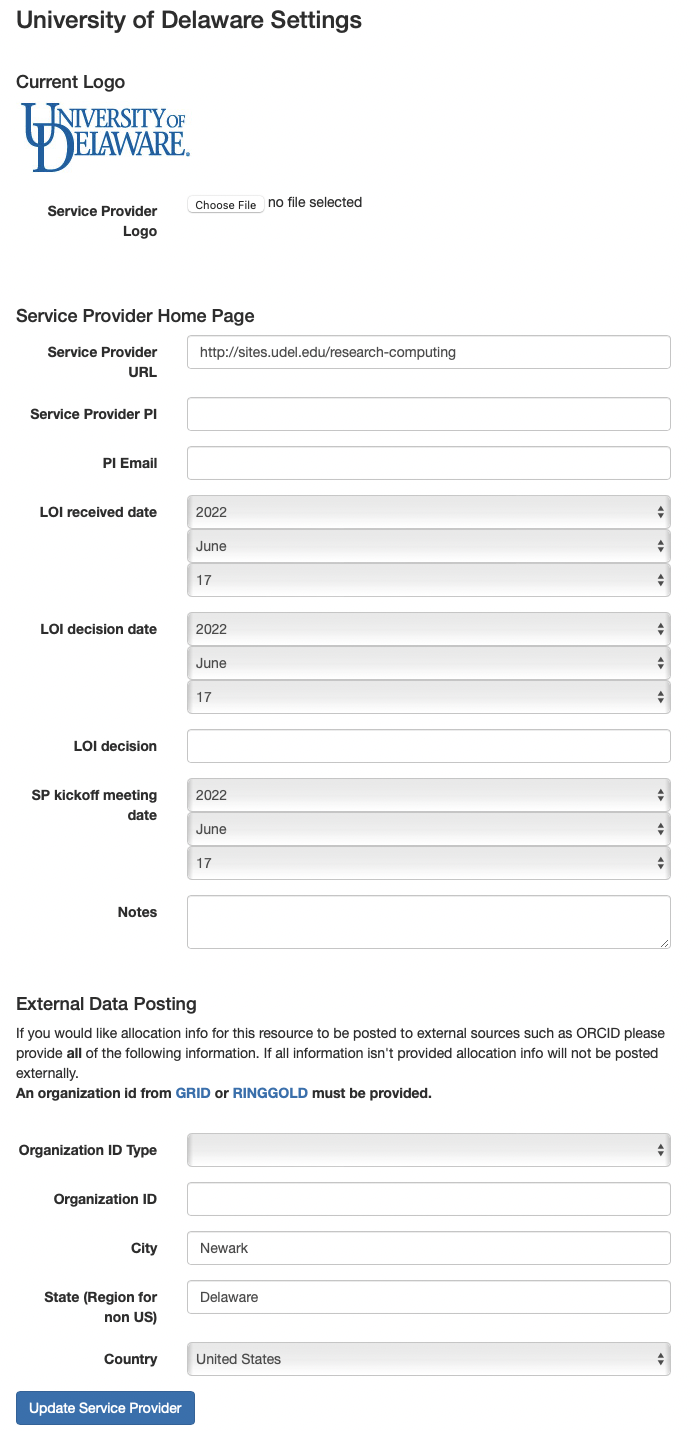 University of Delaware Settings
Current Logo
UNIVERSITY OF
DELAWARE.
Service Provider
Logo
Choose File no file selected
Service Provider Home Page
Service Provider
URL
http://sites.udel.edu/research-computing
Service Provider PI
PI Email
LOI received date
2022
June
17
LOI decision date
2022
June
17
LOI decision
SP kickoff meeting
date
2022
June
17
Notes
External Data Posting
If you would like allocation info for this resource to be posted to external sources such as ORCID please
provide all of the following information. If all information isn't provided allocation info will not be posted
externally.
An organization id from GRID or RINGGOLD must be provided.
Organization ID Type
Organization ID
City
Newark
State (Region for
non US)
Delaware
Country
United States
Update Service Provider